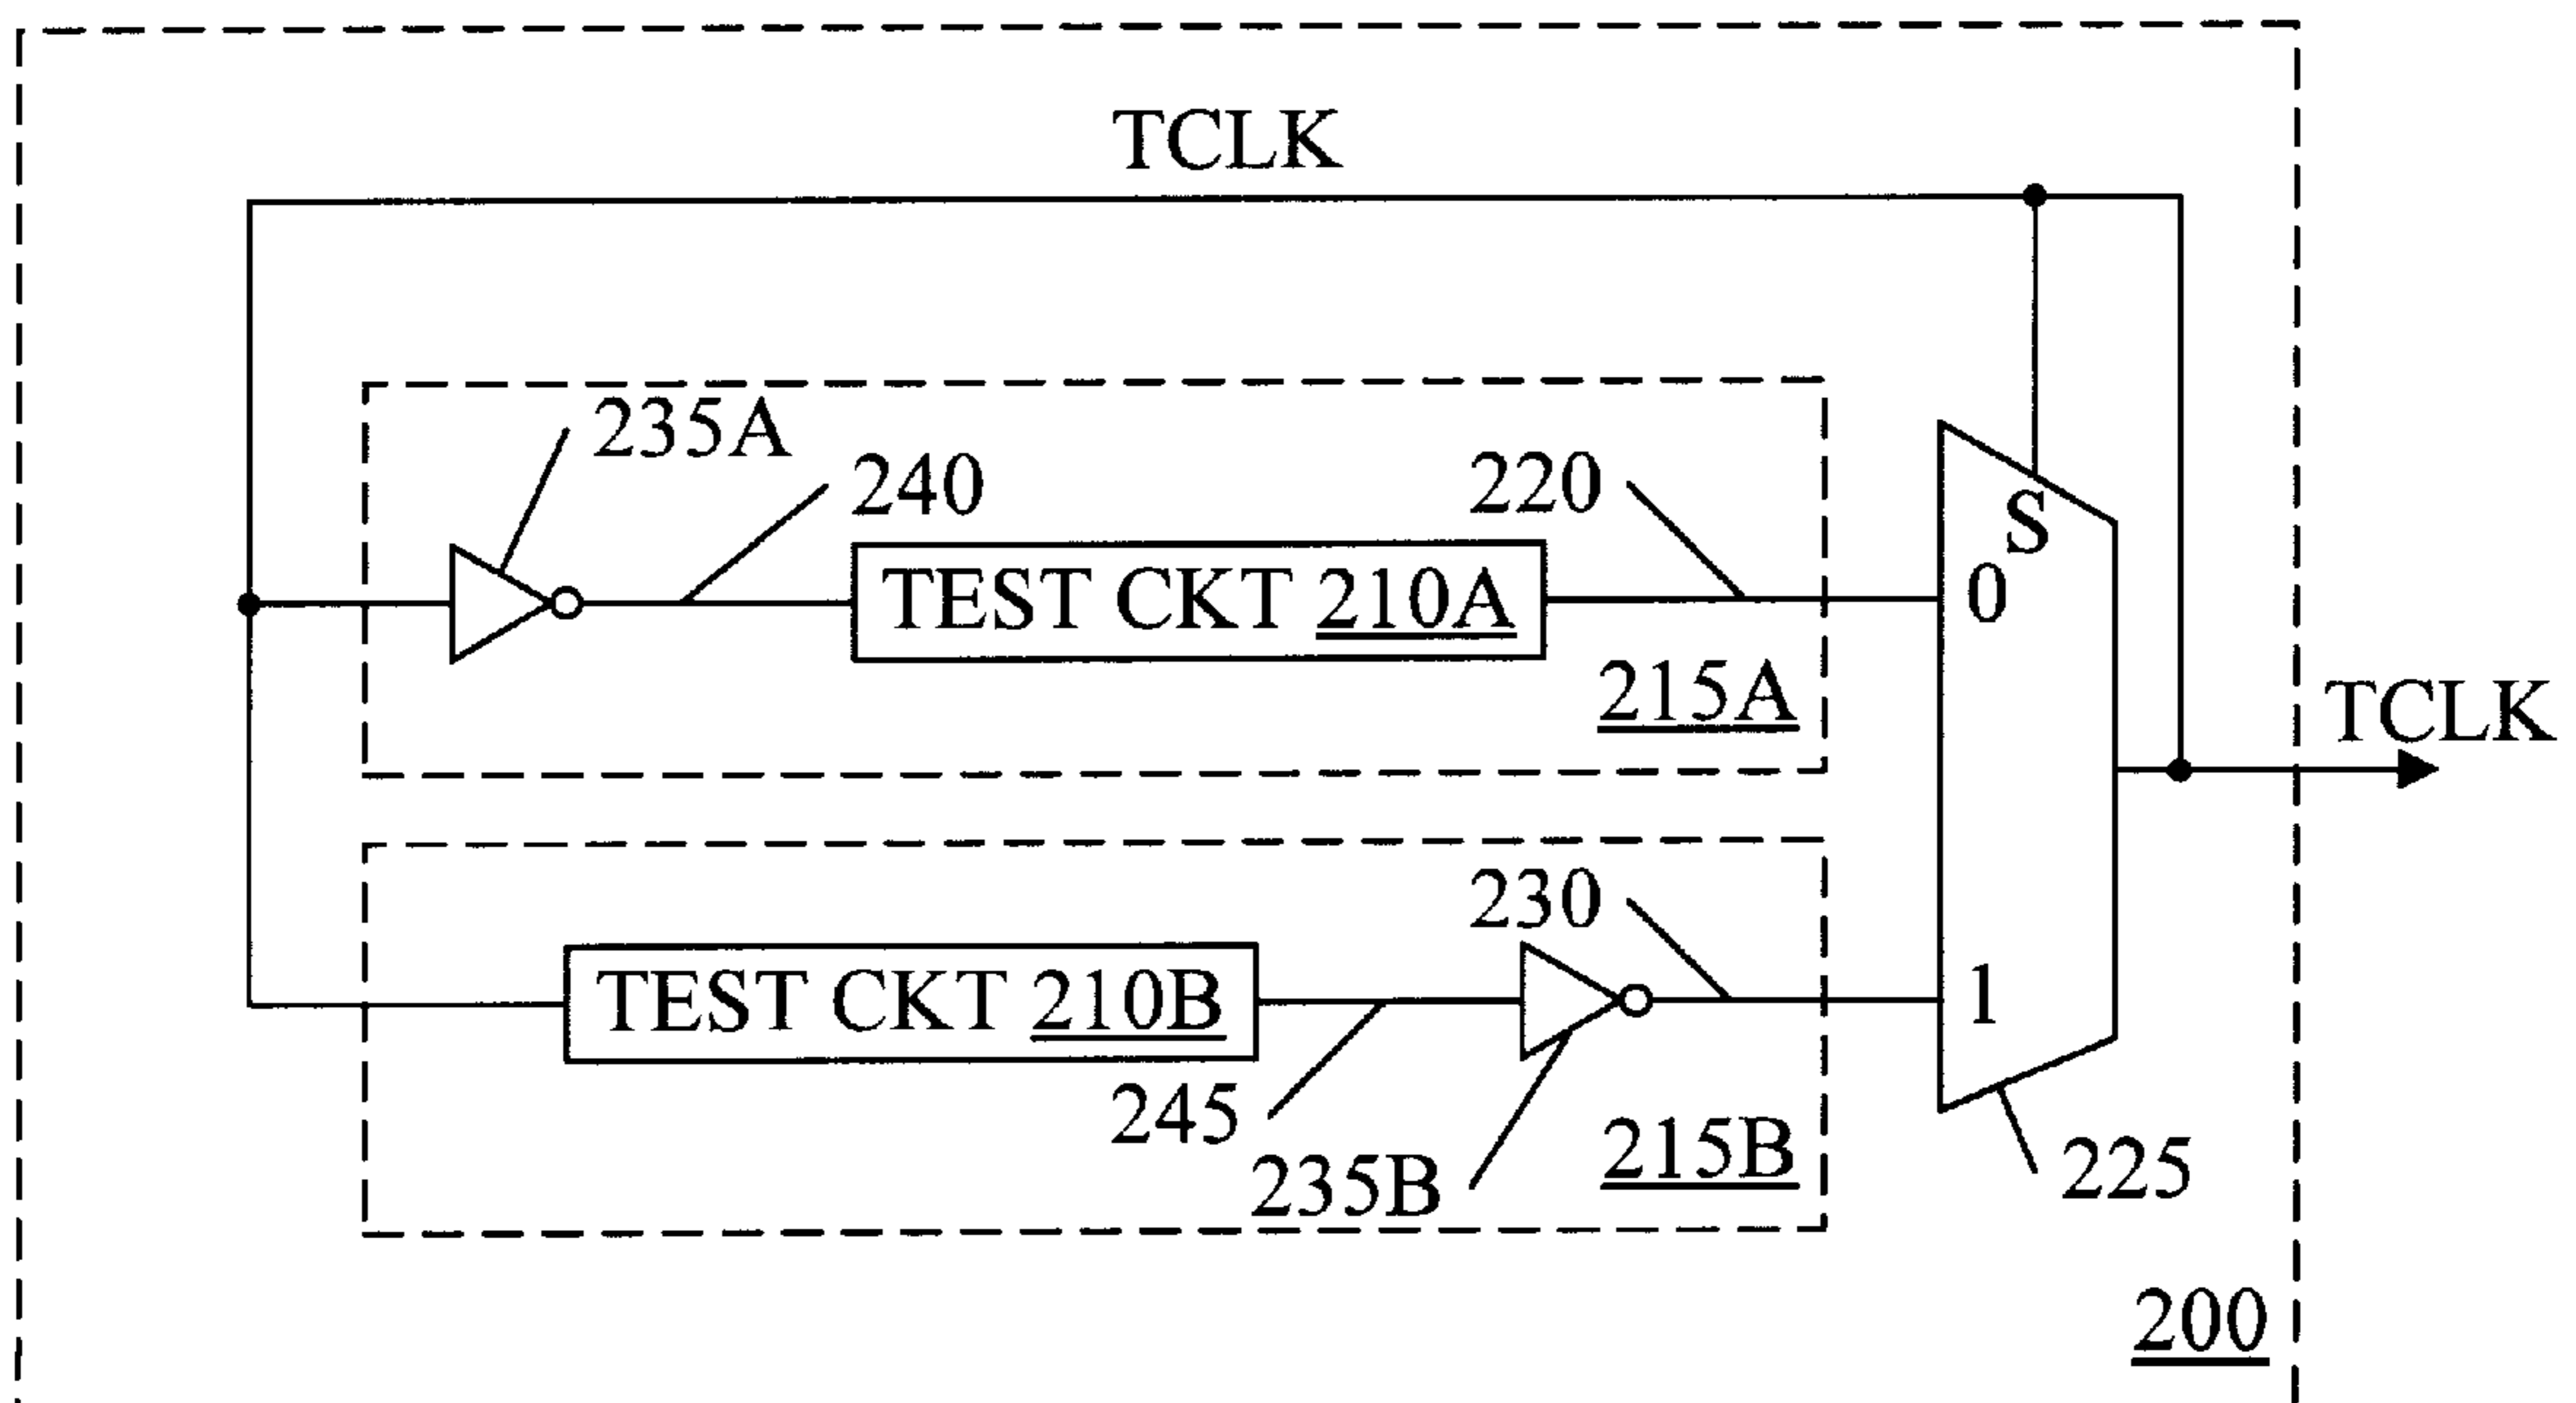 TCLK
235A
240
220
S
0
TEST CKT 210A
215A
TCLK
230
1
TEST CKT 210B
245
235B
215B
225
200